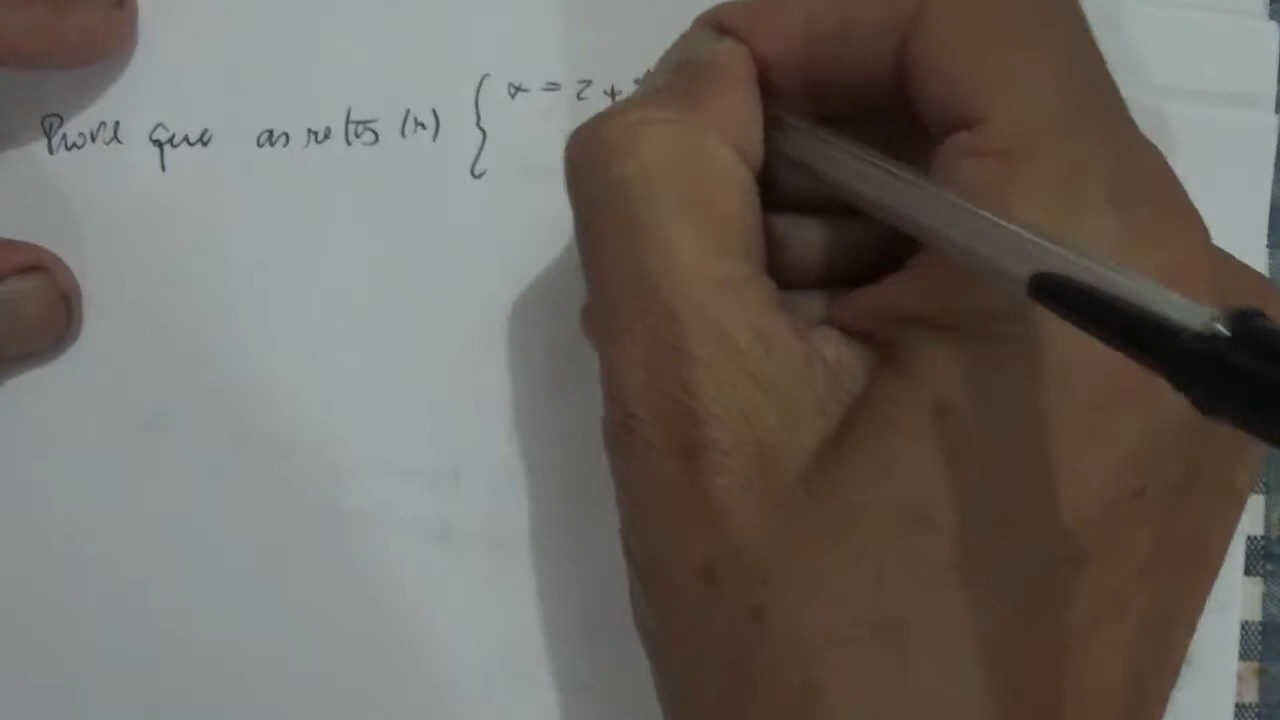 Prove que as retas (r) { x = 2 +